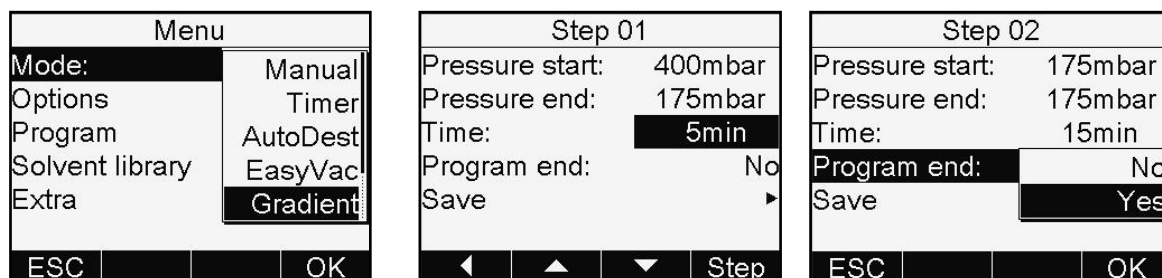 Menu
Mode:
Manual
Options
Timer
Program
AutoDest
Solvent library
EasyVac
Extra
Gradient
ESC OK
Step 01
Pressure start: 400mbar
Pressure end: 175mbar
Time: 5min
Program end: No
Save
Step
Step 02
Pressure start: 175mbar
Pressure end: 175mbar
Time: 15min
Program end: No
Save Yes
ESC OK